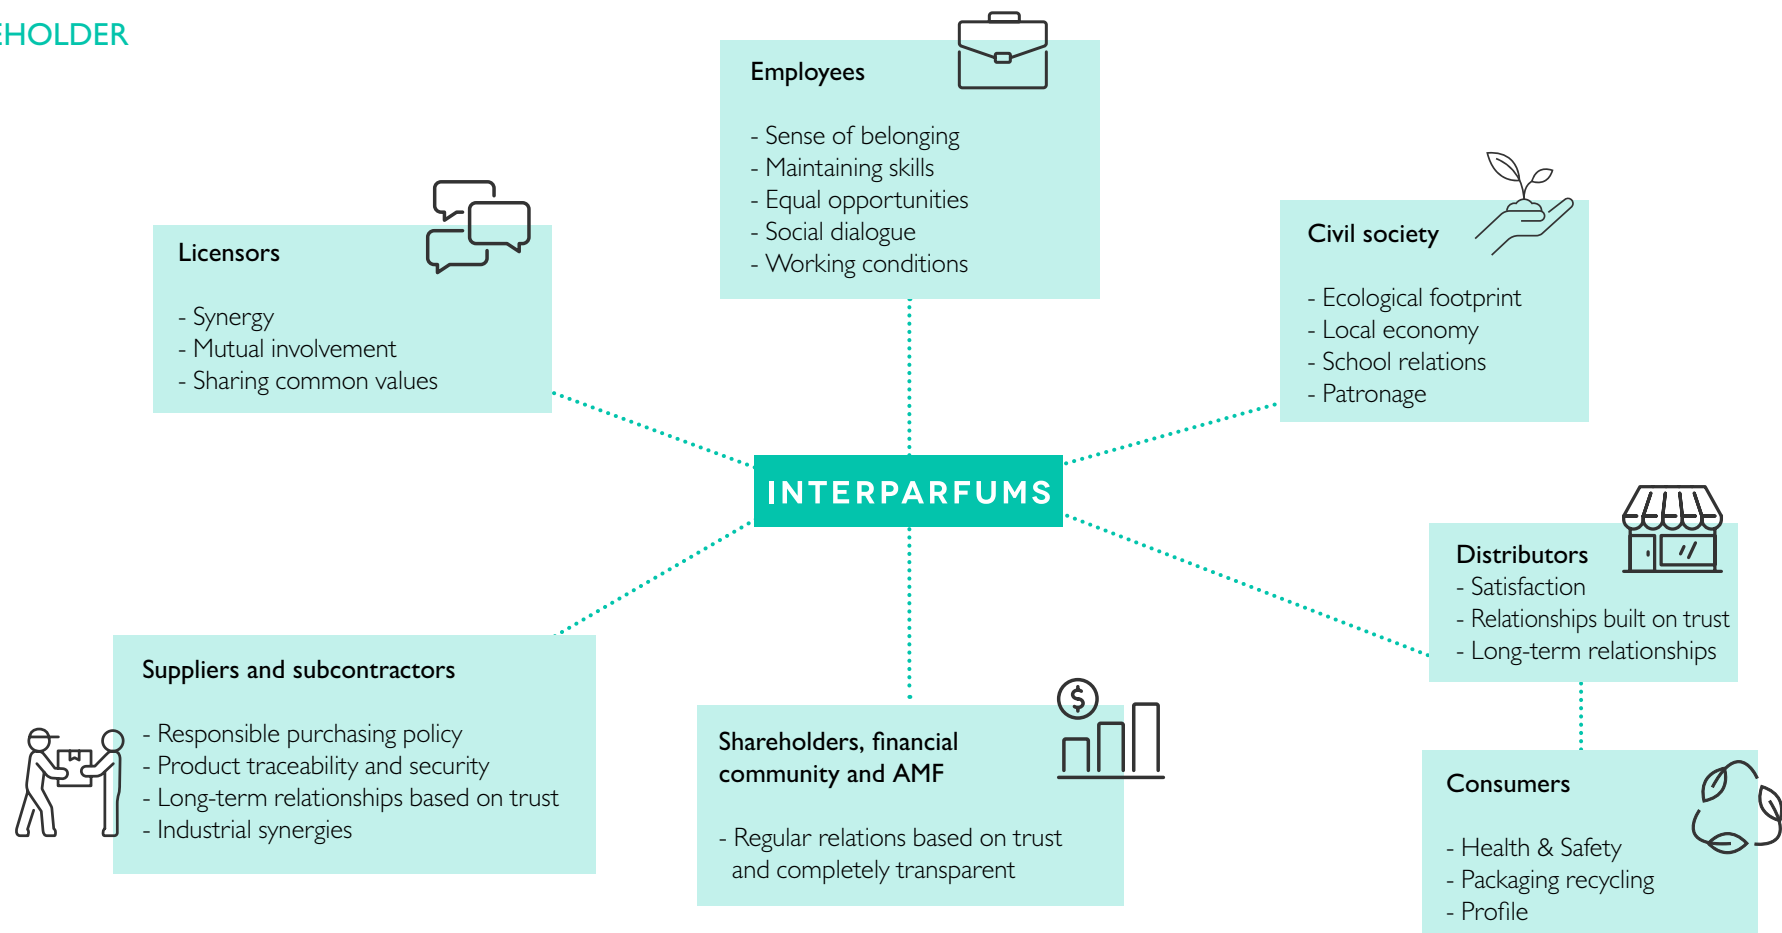 EHOLDER
Employees
- Sense of belonging
- Maintaining skills
- Equal opportunities
- Social dialogue
- Working conditions
Licensors
- Synergy
- Mutual involvement
- Sharing common values
Civil society
- Ecological footprint
- Local economy
- School relations
- Patronage
INTERPARFUMS
Distributors
- Satisfaction
- Relationships built on trust
- Long-term relationships
Suppliers and subcontractors
- Responsible purchasing policy
- Product traceability and security
- Long-term relationships based on trust
- Industrial synergies
Shareholders, financial
community and AMF
- Regular relations based on trust
and completely transparent
Consumers
- Health & Safety
- Packaging recycling
- Profile